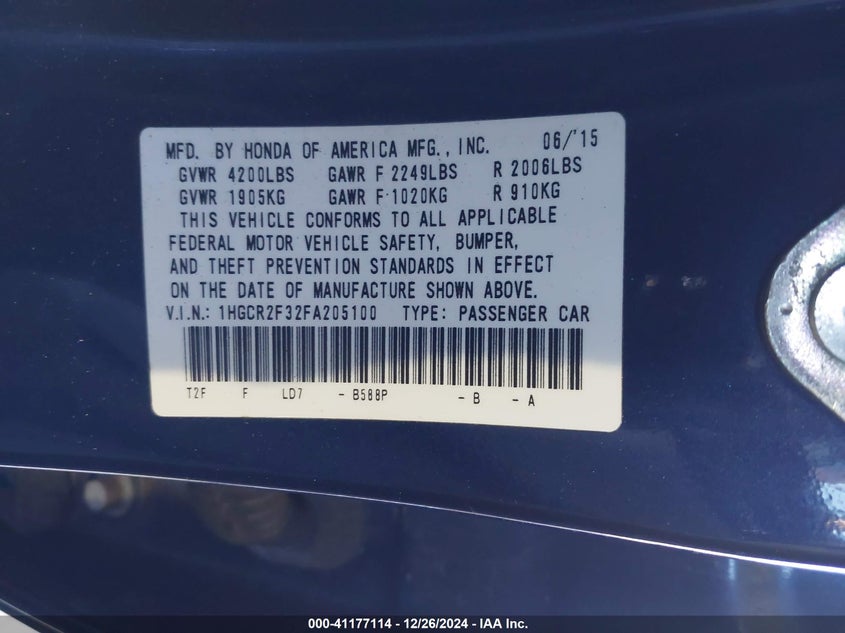 MFD. BY HONDA OF AMERICA MFG., INC. 06/'15
GVWR 4200LBS GAWR F 2249LBS R 2006LBS
GVWR 1905KG GAWR F 1020KG R 910KG
THIS VEHICLE CONFORMS TO ALL APPLICABLE
FEDERAL MOTOR VEHICLE SAFETY, BUMPER,
AND THEFT PREVENTION STANDARDS IN EFFECT
ON THE DATE OF MANUFACTURE SHOWN ABOVE.
V.I.N.: 1HGCR2F32FA205100 TYPE: PASSENGER CAR
T2F F LD7 - B588P - B - A
000-41177114 - 12/26/2024 - IAA Inc.